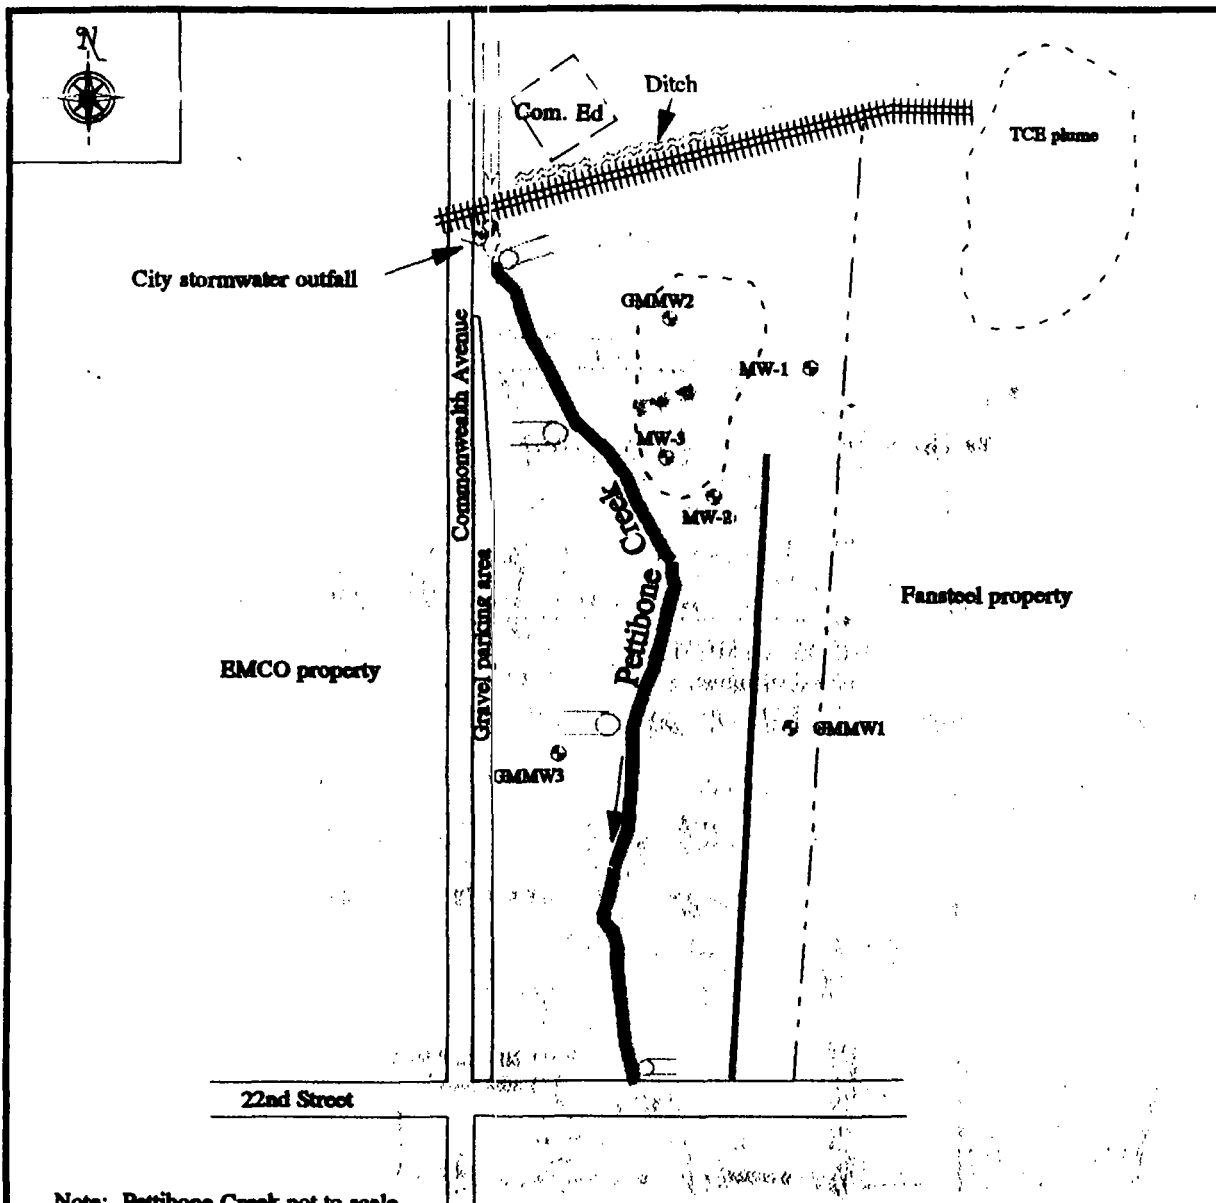 N
Ditch
Com. Ed
TCE plume
City stormwater outfall
GMMW2
MW-1
Commonwealth Avenue
MW-3
MW-2
Pettibone Creek
Gravel parking area
Fansteel property
EMCO property
GMMW1
GMMW3
22nd Street
Note: Pettibone Creek not to scale